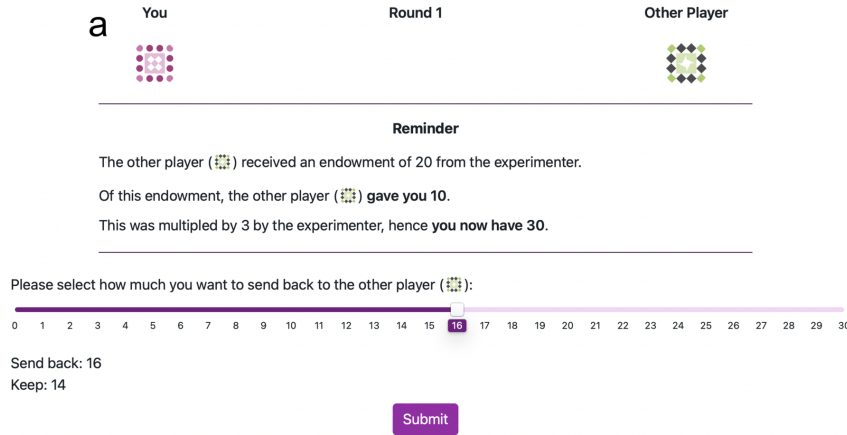 a
You Round 1 Other Player
Reminder
The other player ( ) received an endowment of 20 from the experimenter.
Of this endowment, the other player ( ) gave you 10.
This was multipled by 3 by the experimenter, hence you now have 30.
Please select how much you want to send back to the other player ( ):
0 1 2 3 4 5 6 7 8 9 10 11 12 13 14 15 16 17 18 19 20 21 22 23 24 25 26 27 28 29 30
Send back: 16
Keep: 14
Submit